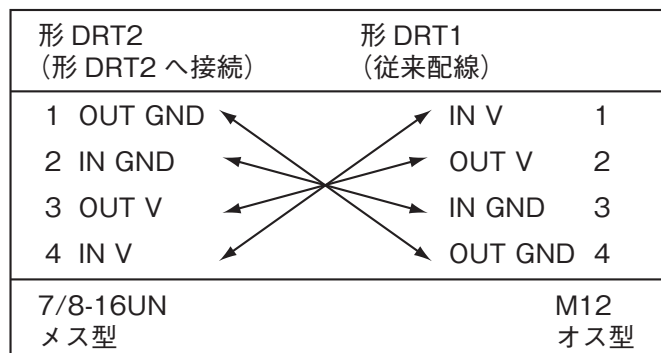 形 DRT2 形 DRT1
（形 DRT2 へ接続） （従来配線）
1 OUT GND IN V 1
2 IN GND OUT V 2
3 OUT V IN GND 3
4 IN V OUT GND 4
7/8-16UN M12
メス型 オス型